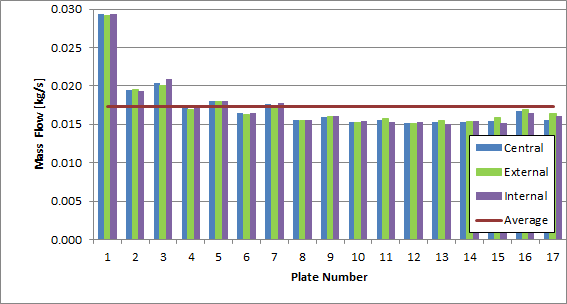 0.030
0.025
0.020
0.015
0.010
0.005
0.000
Mass Flow [kg/s]
1 2 3 4 5 6 7 8 9 10 11 12 13 14 15 16 17
Plate Number
Central
External
Internal
Average